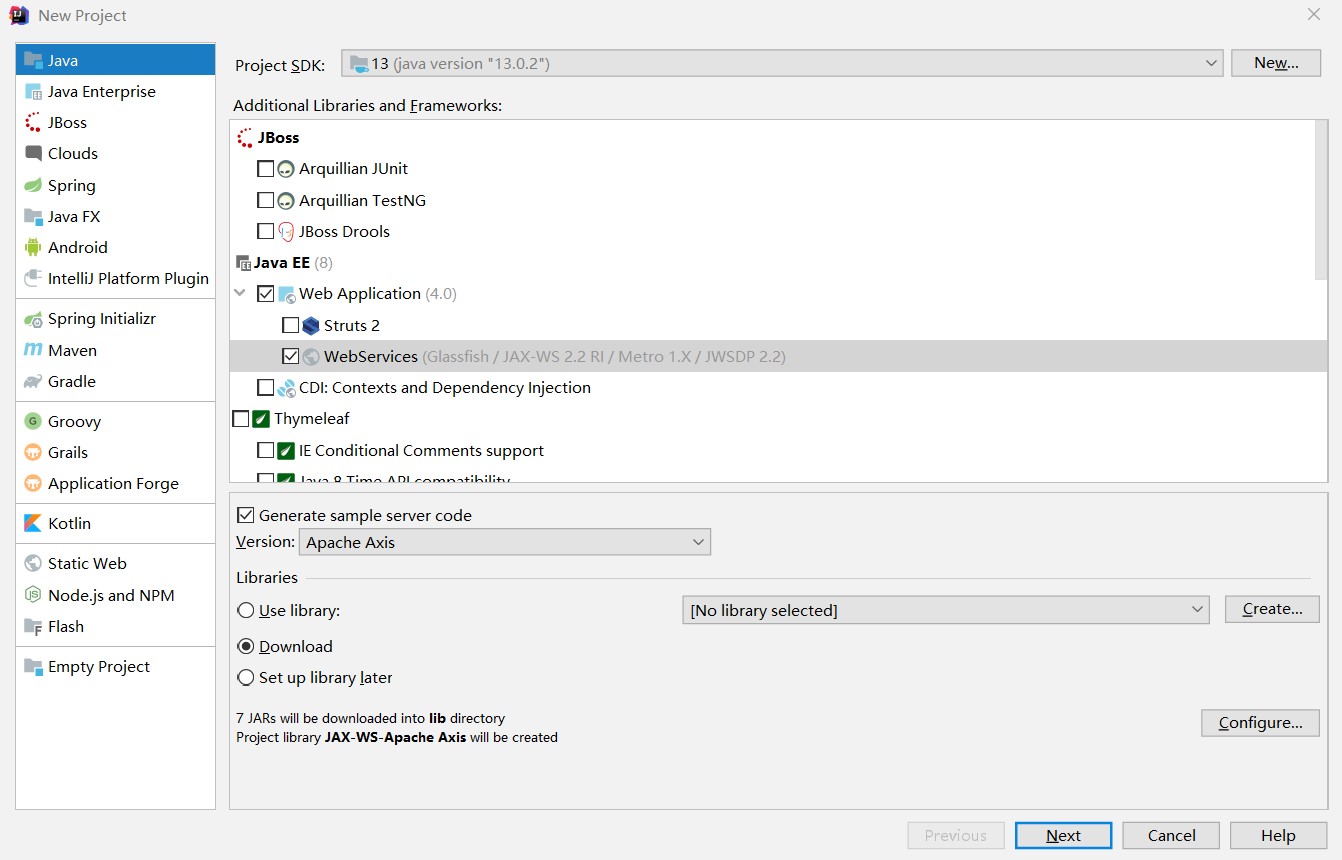 New Project
Java
Java Enterprise
JBoss
Clouds
Spring
Java FX
Android
IntelliJ Platform Plugin
Spring Initializr
Maven
Gradle
Groovy
Grails
Application Forge
Kotlin
Static Web
Node.js and NPM
Flash
Empty Project
Project SDK: 13 (java version "13.0.2") New...
Additional Libraries and Frameworks:
JBoss
Arquillian JUnit
Arquillian TestNG
JBoss Drools
Java EE (8)
Web Application (4.0)
Struts 2
WebServices (Glassfish / JAX-WS 2.2 RI / Metro 1.X / JWSDP 2.2)
CDI: Contexts and Dependency Injection
Thymeleaf
IE Conditional Comments support
Java 8 Time API compatibility
Generate sample server code
Version: Apache Axis
Libraries
Use library: [No library selected] Create...
Download
Set up library later
7 JARs will be downloaded into lib directory
Project library JAX-WS-Apache Axis will be created
Configure...
Previous Next Cancel Help